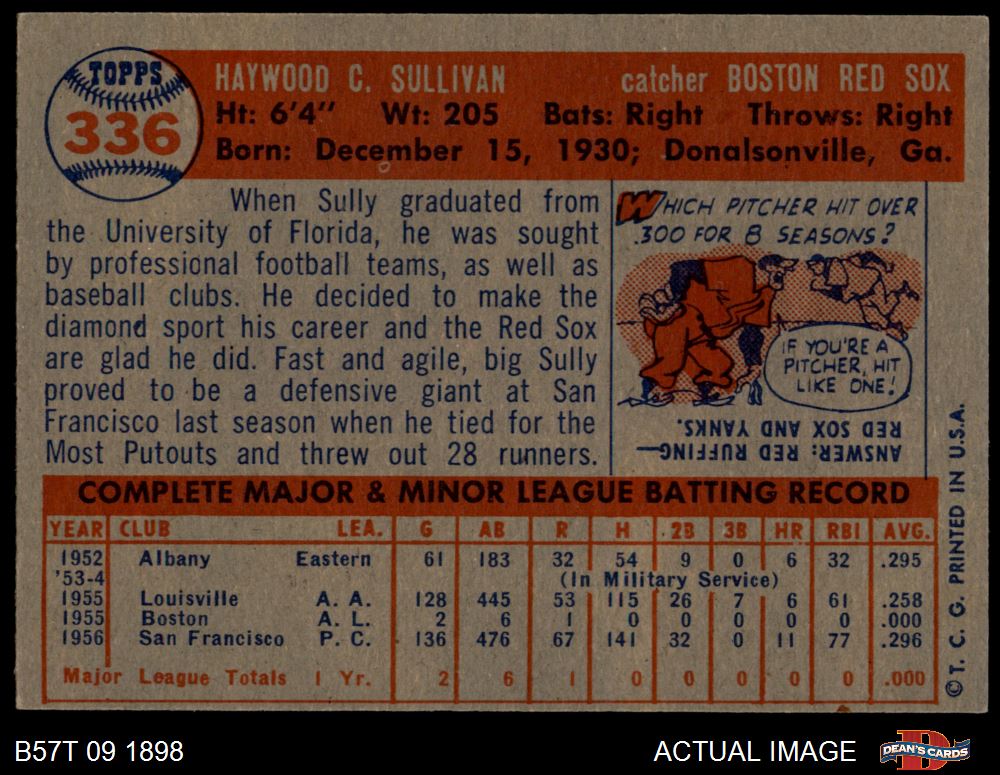 TOPPS
336
HAYWOOD C. SULLIVAN catcher BOSTON RED SOX
Ht: 6'4" Wt: 205 Bats: Right Throws: Right
Born: December 15, 1930; Donalsonville, Ga.
When Sully graduated from
the University of Florida, he was sought
by professional football teams, as well as
baseball clubs. He decided to make the
diamond sport his career and the Red Sox
are glad he did. Fast and agile, big Sully
proved to be a defensive giant at San
Francisco last season when he tied for the
Most Putouts and threw out 28 runners.
WHICH PITCHER HIT OVER
.300 FOR 8 SEASONS?
IF YOU'RE A
PITCHER, HIT
LIKE ONE!
ANSWER: RED RUFFING—
RED SOX AND YANKS.
COMPLETE MAJOR & MINOR LEAGUE BATTING RECORD
YEAR CLUB LEA. G AB R H 2B 3B HR RBI AVG.
1952 Albany Eastern 61 183 32 54 9 0 6 32 .295
'53-4 (In Military Service)
1955 Louisville A. A. 128 445 53 115 26 7 6 61 .258
1955 Boston A. L. 2 6 1 0 0 0 0 0 .000
1956 San Francisco P. C. 136 476 67 141 32 0 11 77 .296
Major League Totals 1 Yr. 2 6 1 0 0 0 0 0 .000
© T. C. G. PRINTED IN U.S.A.
B57T 09 1898 ACTUAL IMAGE
D
DEAN'S CARDS